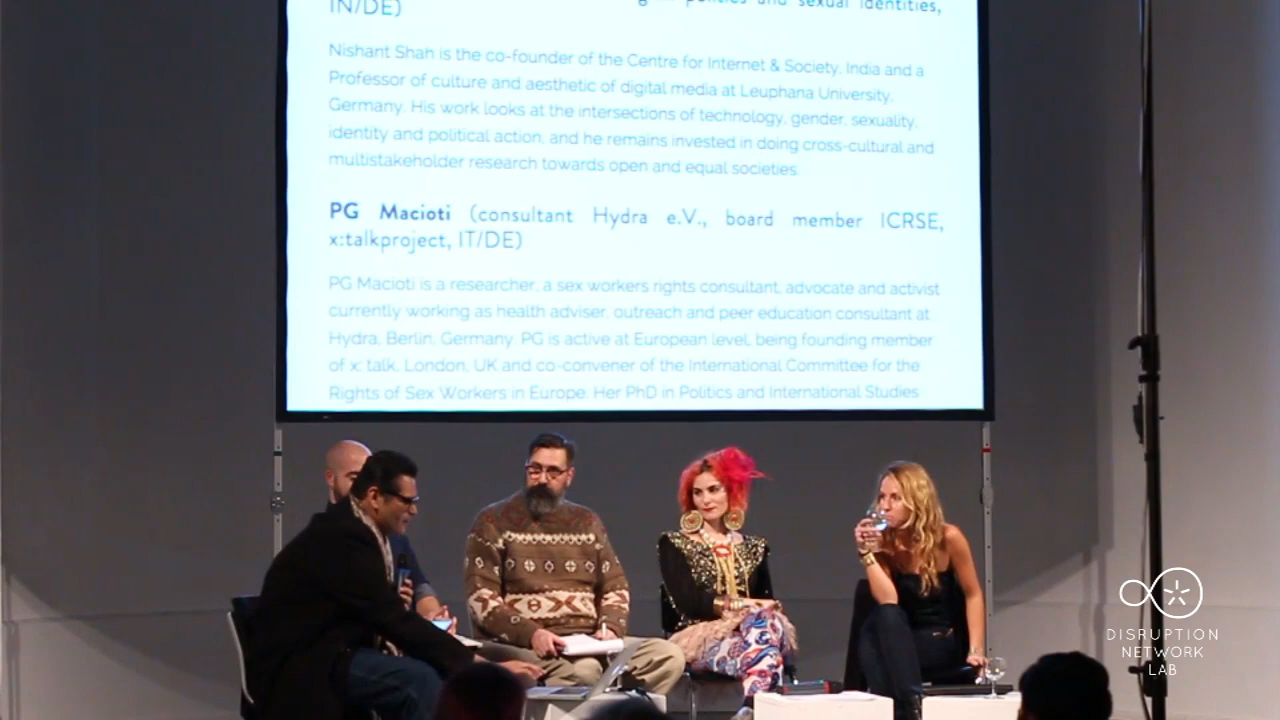 politics and sexual identities,
IN/DE)
Nishant Shah is the co-founder of the Centre for Internet & Society, India and a
Professor of culture and aesthetic of digital media at Leuphana University,
Germany. His work looks at the intersections of technology, gender, sexuality,
identity and political action, and he remains invested in doing cross-cultural and
multistakeholder research towards open and equal societies.
PG Macioti (consultant Hydra e.V., board member ICRSE,
x:talkproject, IT/DE)
PG Macioti is a researcher, a sex workers rights consultant, advocate and activist
currently working as health adviser, outreach and peer education consultant at
Hydra, Berlin, Germany. PG is active at European level, being founding member
of x: talk, London, UK and co-convener of the International Committee for the
Rights of Sex Workers in Europe. Her PhD in Politics and International Studies
DISRUPTION
NETWORK
LAB